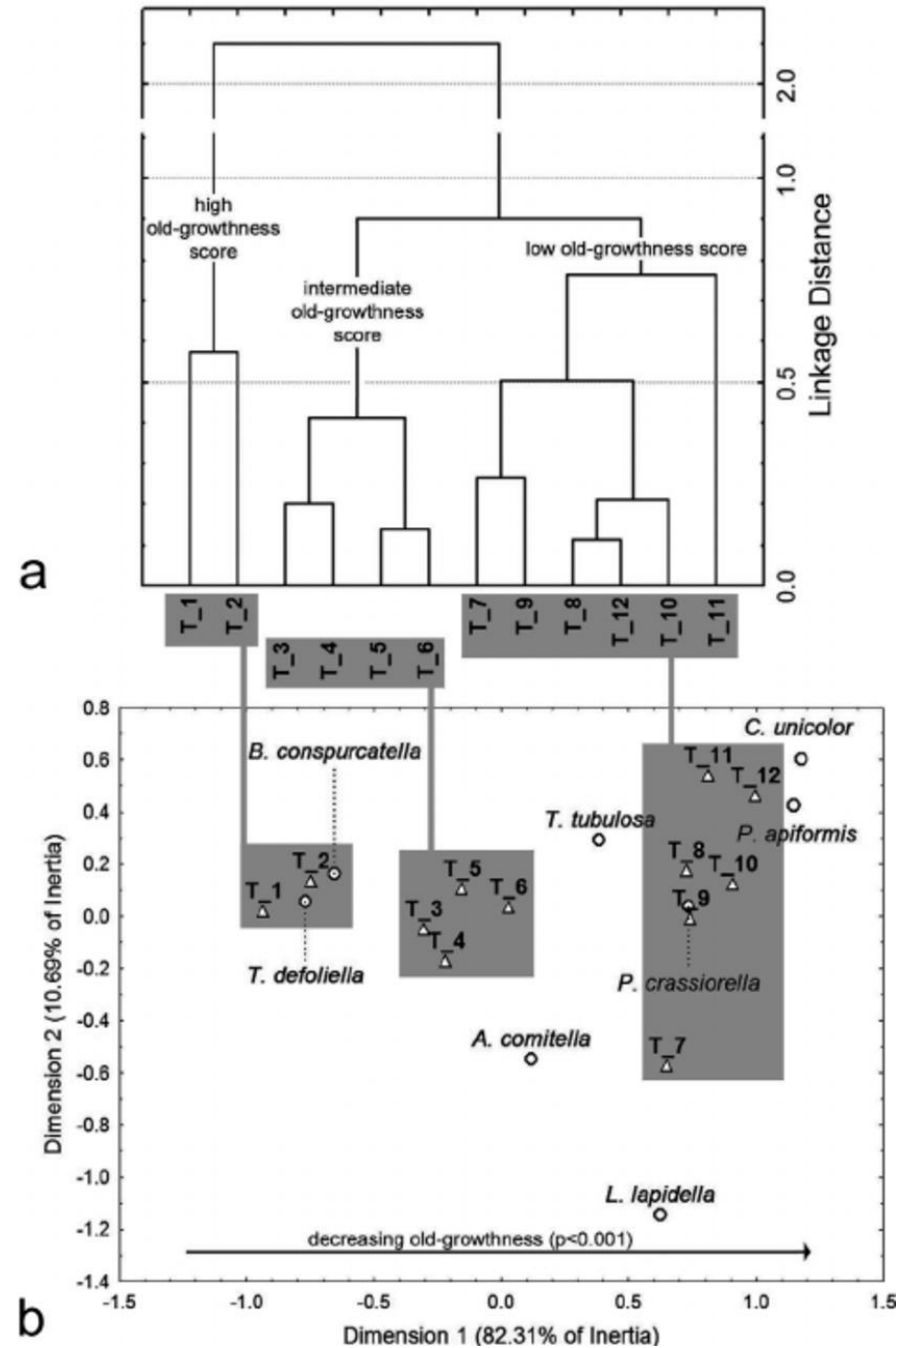 a
2.0
1.0
0.5
0.0
Linkage Distance
high
old-growthness
score
low old-growthness score
intermediate
old-growthness
score
T_1
T_2
T_3
T_4
T_5
T_6
T_7
T_9
T_8
T_12
T_10
T_11
b
Dimension 2 (10.69% of Inertia)
0.8
0.6
0.4
0.2
0.0
-0.2
-0.4
-0.6
-0.8
-1.0
-1.2
-1.4
C. unicolor
B. conspurcatella
T_11
T_12
T. tubulosa
P. apiformis
T_2
T_8
T_10
T_5
T_1
T_6
T_9
T_3
T_4
T. defoliella
P. crassiorella
A. comitella
T_7
L. lapidella
decreasing old-growthness (p<0.001)
-1.5 -1.0 -0.5 0.0 0.5 1.0 1.5
Dimension 1 (82.31% of Inertia)